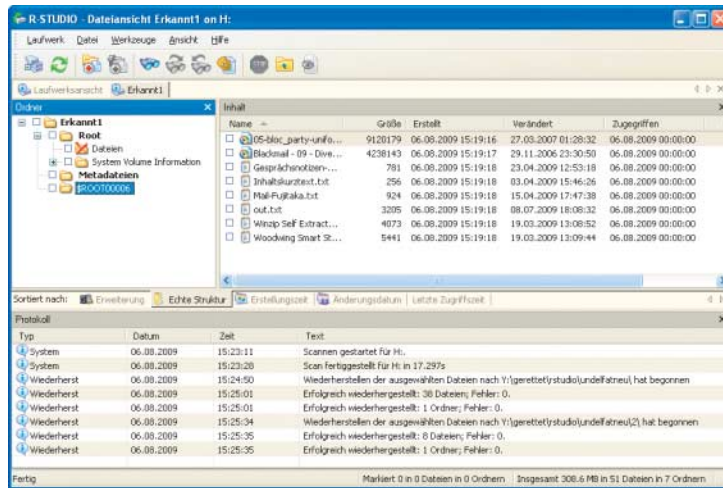 R-STUDIO - Dateiansicht Erkannt1 on H:
Laufwerk Datei Werkzeuge Ansicht Hilfe
Laufwerksansicht Erkannt1
Ordner
Erkannt1
Root
Dateien
System Volume Information
Metadateien
$ROOT00006
Inhalt
Name Größe Erstellt Verändert Zugegriffen
05-bloc_party-unifo... 9120179 06.08.2009 15:19:16 27.03.2007 01:28:32 06.08.2009 00:00:00
Blackmail - 09 - Dive... 4238143 06.08.2009 15:19:17 29.11.2006 23:30:50 06.08.2009 00:00:00
Gesprächsnotizen-... 781 06.08.2009 15:19:18 23.04.2009 12:53:18 06.08.2009 00:00:00
Inhaltskurztext.txt 256 06.08.2009 15:19:18 03.04.2009 15:46:26 06.08.2009 00:00:00
Mail-Fujitaka.txt 924 06.08.2009 15:19:18 15.04.2009 17:47:38 06.08.2009 00:00:00
out.txt 3205 06.08.2009 15:19:18 08.07.2009 18:08:32 06.08.2009 00:00:00
Winzip Self Extract... 4073 06.08.2009 15:19:18 19.03.2009 13:08:52 06.08.2009 00:00:00
Woodwing Smart St... 5441 06.08.2009 15:19:18 19.03.2009 13:09:44 06.08.2009 00:00:00
Sortiert nach: Erweiterung Echte Struktur Erstellungszeit Änderungsdatum Letzte Zugriffszeit
Protokoll
Typ Datum Zeit Text
System 06.08.2009 15:23:11 Scannen gestartet für H:.
System 06.08.2009 15:23:28 Scan fertiggestellt für H: in 17.297s
Wiederherst 06.08.2009 15:24:50 Wiederherstellen der ausgewählten Dateien nach Y:\gerettet\rstudio\undelfatneu\ hat begonnen
Wiederherst 06.08.2009 15:25:01 Erfolgreich wiederhergestellt: 38 Dateien; Fehler: 0.
Wiederherst 06.08.2009 15:25:01 Erfolgreich wiederhergestellt: 1 Ordner; Fehler: 0.
Wiederherst 06.08.2009 15:25:34 Wiederherstellen der ausgewählten Dateien nach Y:\gerettet\rstudio\undelfatneu\2\ hat begonnen
Wiederherst 06.08.2009 15:25:35 Erfolgreich wiederhergestellt: 8 Dateien; Fehler: 0.
Wiederherst 06.08.2009 15:25:35 Erfolgreich wiederhergestellt: 1 Ordner; Fehler: 0.
Fertig Markiert 0 in 0 Dateien in 0 Ordnern Insgesamt 308.6 MB in 51 Dateien in 7 Ordnern